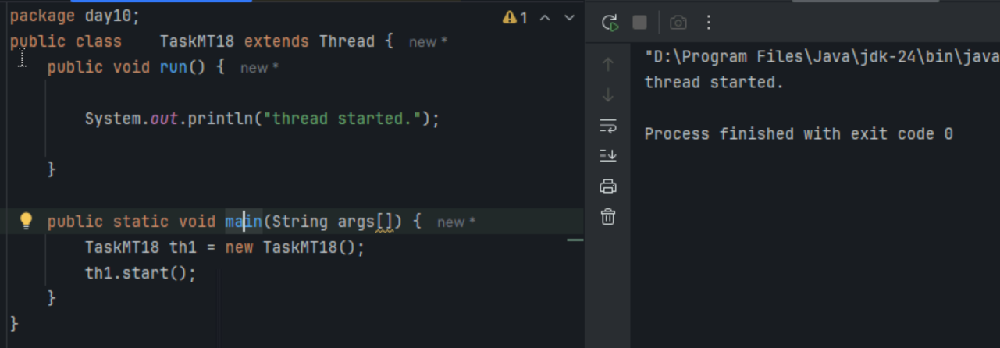 package day10;
1
public class    TaskMT18 extends Thread {  new *
    public void run() {  new *
        System.out.println("thread started.");
    }
    public static void main(String args[]) {  new *
        TaskMT18 th1 = new TaskMT18();
        th1.start();
    }
}
"D:\Program Files\Java\jdk-24\bin\java
thread started.
Process finished with exit code 0